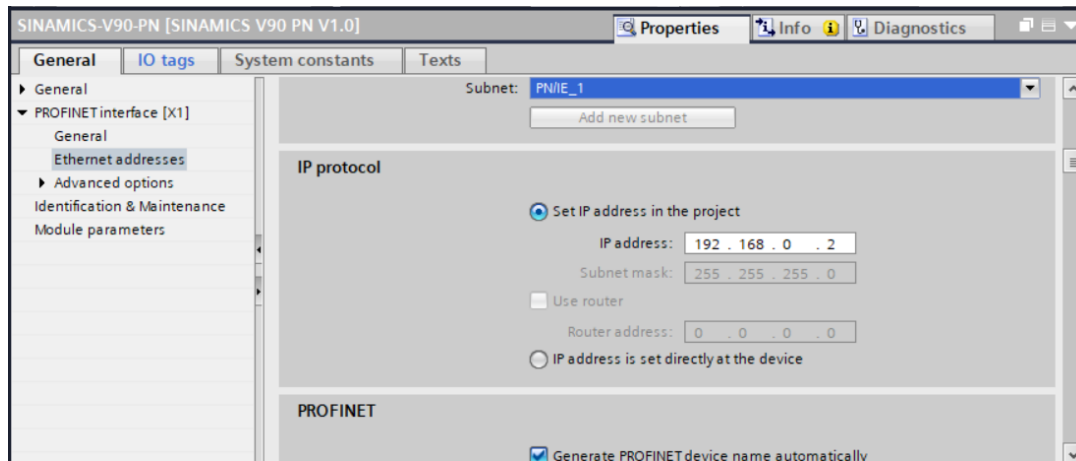 SINAMICS-V90-PN [SINAMICS V90 PN V1.0]
Properties
Info
Diagnostics
General
IO tags
System constants
Texts
General
PROFINET interface [X1]
General
Ethernet addresses
Advanced options
Identification & Maintenance
Module parameters
Subnet: PN/IE_1
Add new subnet
IP protocol
Set IP address in the project
IP address: 192 . 168 . 0 . 2
Subnet mask: 255 . 255 . 255 . 0
Use router
Router address: 0 . 0 . 0 . 0
IP address is set directly at the device
PROFINET
Generate PROFINET device name automatically